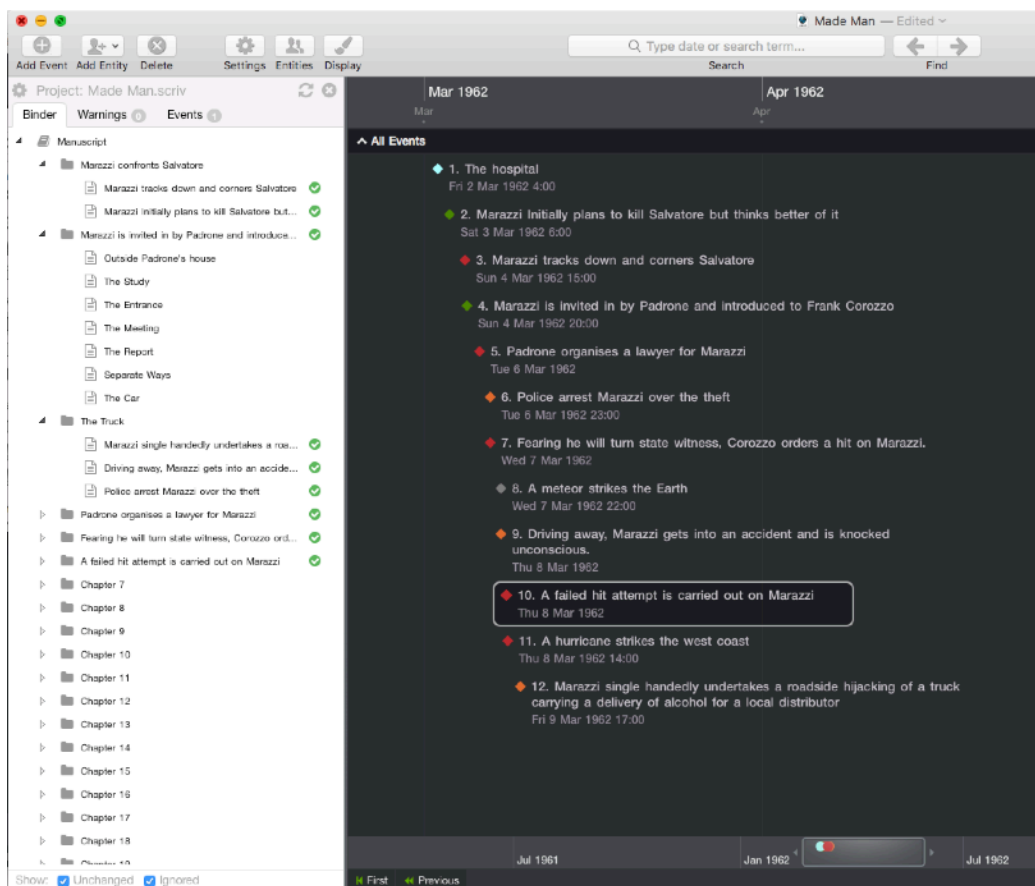 Made Man — Edited
Type date or search term...
Add Event Add Entity Delete Settings Entities Display Search Find
Project: Made Man.scriv
Binder Warnings 0 Events 1
Manuscript
Marazzi confronts Salvatore
Marazzi tracks down and corners Salvatore
Marazzi Initially plans to kill Salvatore but...
Marazzi is invited in by Padrone and introduce...
Outside Padrone's house
The Study
The Entrance
The Meeting
The Report
Separate Ways
The Car
The Truck
Marazzi single handedly undertakes a roa...
Driving away, Marazzi gets into an accide...
Police arrest Marazzi over the theft
Padrone organises a lawyer for Marazzi
Fearing he will turn state witness, Corozzo ord...
A failed hit attempt is carried out on Marazzi
Chapter 7
Chapter 8
Chapter 9
Chapter 10
Chapter 11
Chapter 12
Chapter 13
Chapter 14
Chapter 15
Chapter 16
Chapter 17
Chapter 18
Chapter 19
Show: Unchanged Ignored
Mar 1962 Apr 1962
Mar Apr
All Events
1. The hospital
Fri 2 Mar 1962 4:00
2. Marazzi Initially plans to kill Salvatore but thinks better of it
Sat 3 Mar 1962 6:00
3. Marazzi tracks down and corners Salvatore
Sun 4 Mar 1962 15:00
4. Marazzi is invited in by Padrone and introduced to Frank Corozzo
Sun 4 Mar 1962 20:00
5. Padrone organises a lawyer for Marazzi
Tue 6 Mar 1962
6. Police arrest Marazzi over the theft
Tue 6 Mar 1962 23:00
7. Fearing he will turn state witness, Corozzo orders a hit on Marazzi.
Wed 7 Mar 1962
8. A meteor strikes the Earth
Wed 7 Mar 1962 22:00
9. Driving away, Marazzi gets into an accident and is knocked
unconscious.
Thu 8 Mar 1962
10. A failed hit attempt is carried out on Marazzi
Thu 8 Mar 1962
11. A hurricane strikes the west coast
Thu 8 Mar 1962 14:00
12. Marazzi single handedly undertakes a roadside hijacking of a truck
carrying a delivery of alcohol for a local distributor
Fri 9 Mar 1962 17:00
Jul 1961 Jan 1962 Jul 1962
First Previous